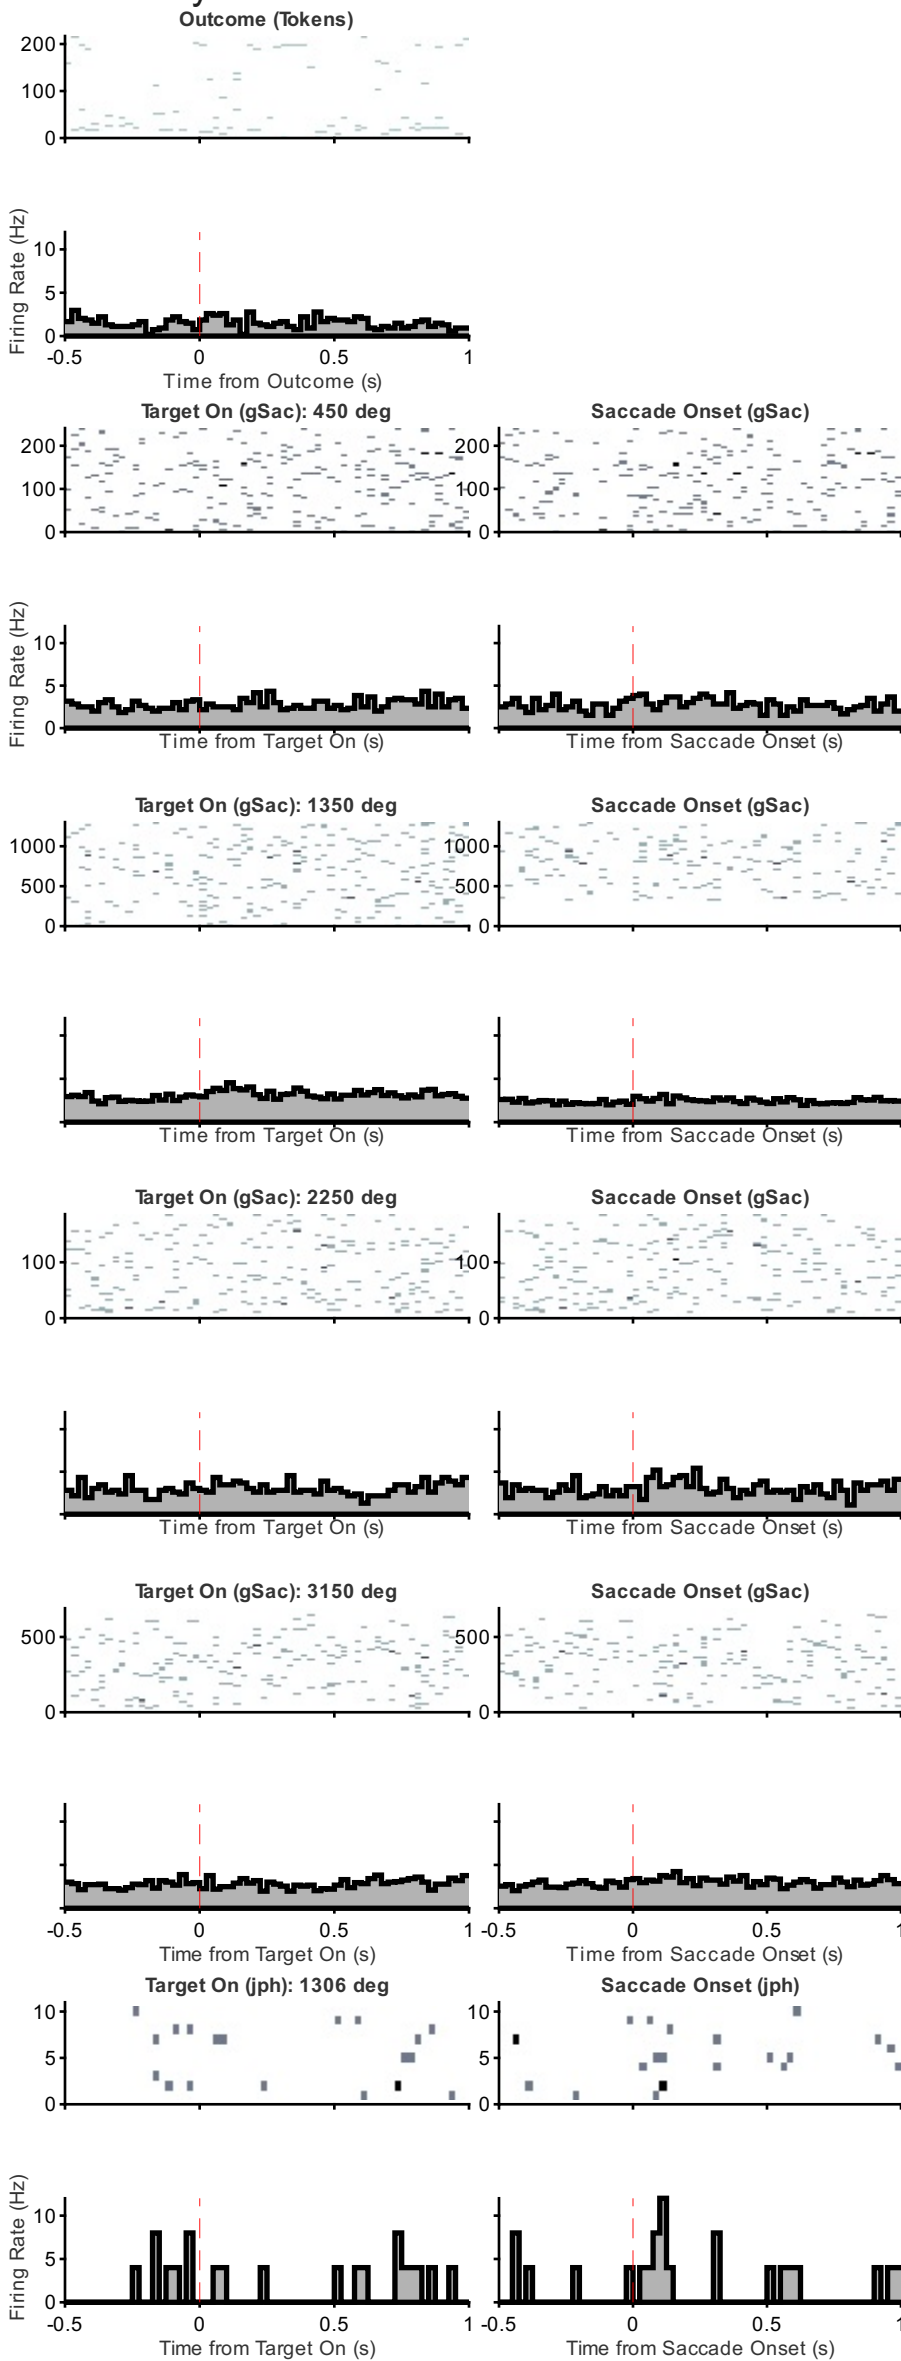 Outcome (Tokens)
200
100
0
Firing Rate (Hz)
10
5
0
-0.5 0 0.5 1
Time from Outcome (s)
Target On (gSac): 450 deg Saccade Onset (gSac)
200 200
100 100
0 0
Firing Rate (Hz)
10
5
0
Time from Target On (s) Time from Saccade Onset (s)
Target On (gSac): 1350 deg Saccade Onset (gSac)
1000 1000
500 500
0 0
Time from Target On (s) Time from Saccade Onset (s)
Target On (gSac): 2250 deg Saccade Onset (gSac)
100 100
0 0
Time from Target On (s) Time from Saccade Onset (s)
Target On (gSac): 3150 deg Saccade Onset (gSac)
500 500
0 0
-0.5 0 0.5 1 -0.5 0 0.5 1
Time from Target On (s) Time from Saccade Onset (s)
Target On (jph): 1306 deg Saccade Onset (jph)
10 10
5 5
0 0
Firing Rate (Hz)
10
5
0
-0.5 0 0.5 1 -0.5 0 0.5 1
Time from Target On (s) Time from Saccade Onset (s)